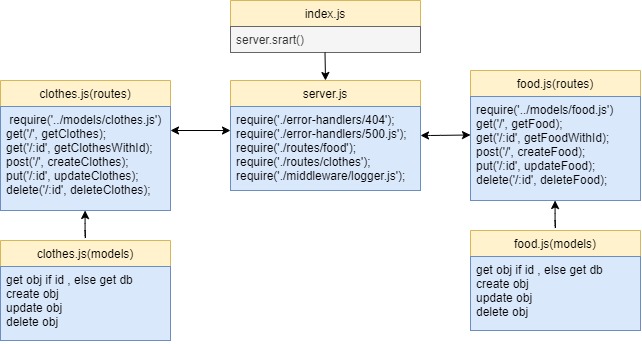 index.js
server.srart()
clothes.js(routes)
require('../models/clothes.js')
get('/', getClothes);
get('/:id', getClothesWithId);
post('/', createClothes);
put('/:id', updateClothes);
delete('/:id', deleteClothes);
server.js
require('./error-handlers/404');
require('./error-handlers/500.js');
require('./routes/food');
require('./routes/clothes');
require('./middleware/logger.js');
food.js(routes)
require('../models/food.js')
get('/', getFood);
get('/:id', getFoodWithId);
post('/', createFood);
put('/:id', updateFood);
delete('/:id', deleteFood);
clothes.js(models)
get obj if id , else get db
create obj
update obj
delete obj
food.js(models)
get obj if id , else get db
create obj
update obj
delete obj